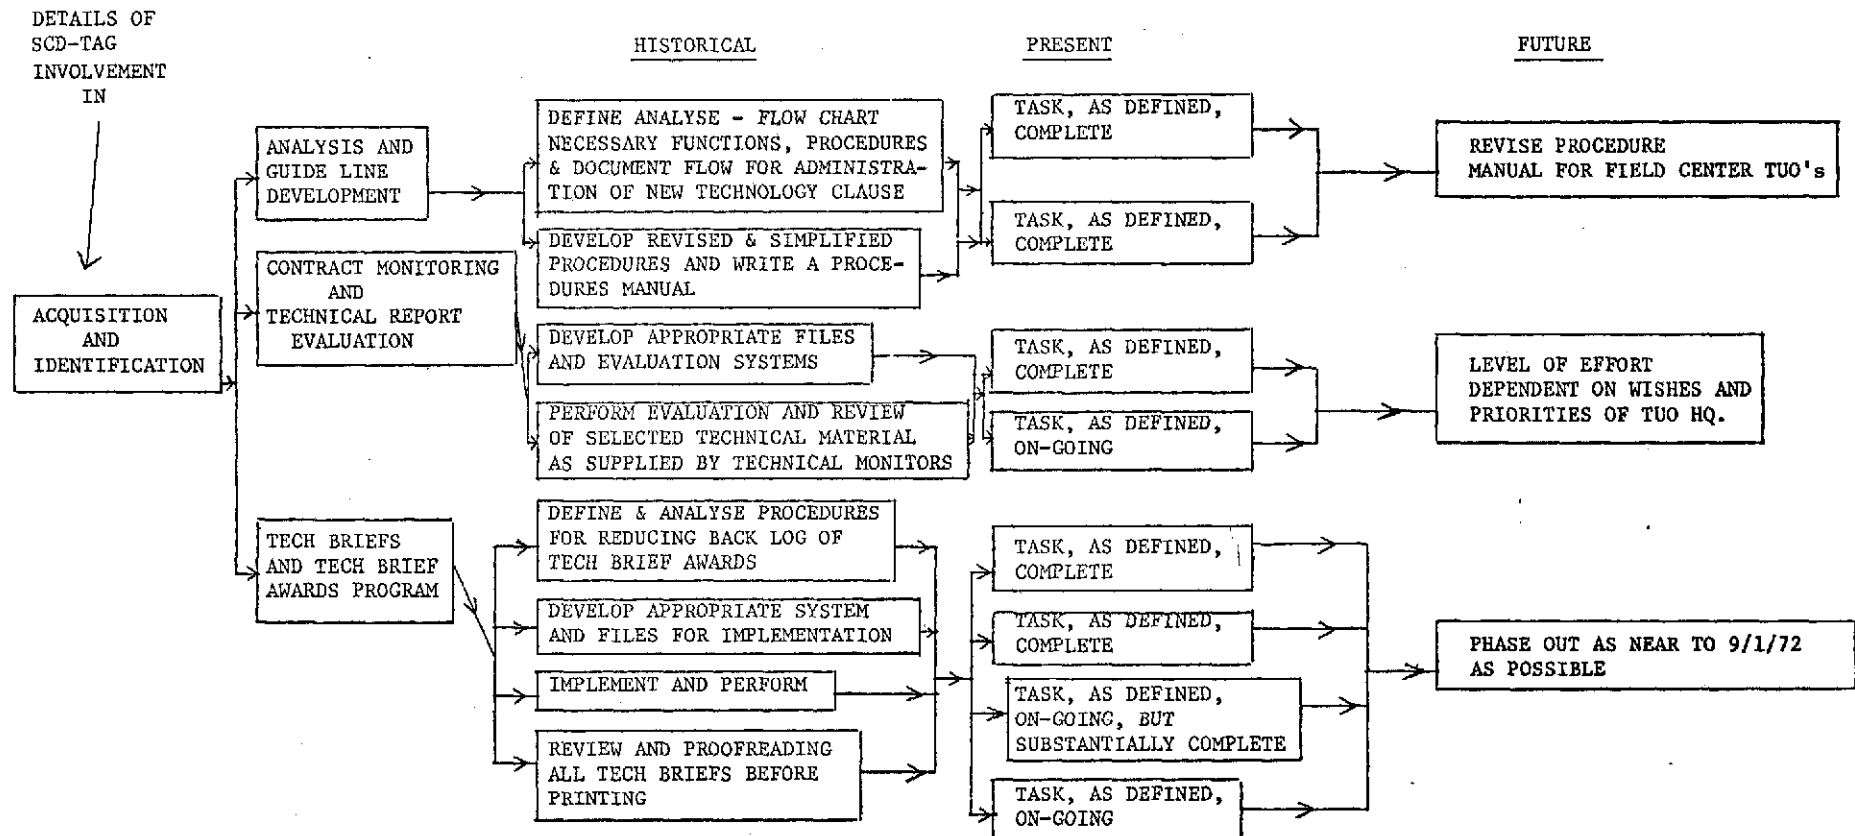 DETAILS OF
SCD-TAG
INVOLVEMENT
IN
HISTORICAL
PRESENT
FUTURE
ACQUISITION
AND
IDENTIFICATION
ANALYSIS AND
GUIDE LINE
DEVELOPMENT
DEFINE ANALYSE - FLOW CHART
NECESSARY FUNCTIONS, PROCEDURES
& DOCUMENT FLOW FOR ADMINISTRA-
TION OF NEW TECHNOLOGY CLAUSE
DEVELOP REVISED & SIMPLIFIED
PROCEDURES AND WRITE A PROCE-
DURES MANUAL
TASK, AS DEFINED,
COMPLETE
TASK, AS DEFINED,
COMPLETE
REVISE PROCEDURE
MANUAL FOR FIELD CENTER TUO's
CONTRACT MONITORING
AND
TECHNICAL REPORT
EVALUATION
DEVELOP APPROPRIATE FILES
AND EVALUATION SYSTEMS
PERFORM EVALUATION AND REVIEW
OF SELECTED TECHNICAL MATERIAL
AS SUPPLIED BY TECHNICAL MONITORS
TASK, AS DEFINED,
COMPLETE
TASK, AS DEFINED,
ON-GOING
LEVEL OF EFFORT
DEPENDENT ON WISHES AND
PRIORITIES OF TUO HQ.
TECH BRIEFS
AND TECH BRIEF
AWARDS PROGRAM
DEFINE & ANALYSE PROCEDURES
FOR REDUCING BACK LOG OF
TECH BRIEF AWARDS
DEVELOP APPROPRIATE SYSTEM
AND FILES FOR IMPLEMENTATION
IMPLEMENT AND PERFORM
REVIEW AND PROOFREADING
ALL TECH BRIEFS BEFORE
PRINTING
TASK, AS DEFINED,
COMPLETE
TASK, AS DEFINED,
COMPLETE
TASK, AS DEFINED,
ON-GOING, BUT
SUBSTANTIALLY COMPLETE
TASK, AS DEFINED,
ON-GOING
PHASE OUT AS NEAR TO 9/1/72
AS POSSIBLE